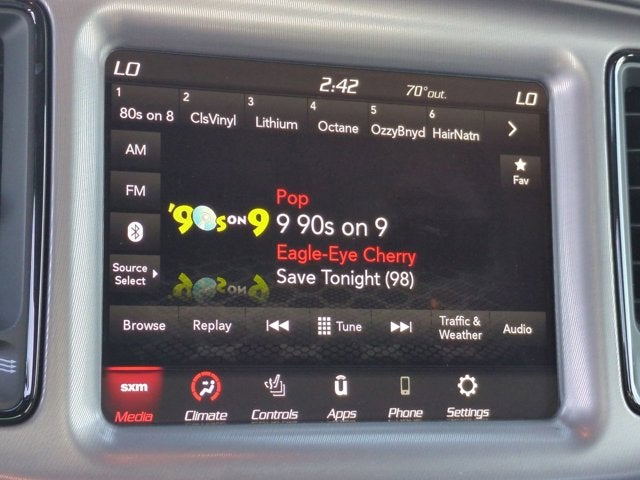 LO 2:42 70° out. LO
1 80s on 8 2 ClsVinyl 3 Lithium 4 Octane 5 OzzyBnyd 6 HairNatn
AM
FM
Source
Select
Fav
'90s ON 9
Pop
9 90s on 9
Eagle-Eye Cherry
Save Tonight (98)
Browse Replay Tune Traffic & Weather Audio
sxm ü
Media Climate Controls Apps Phone Settings